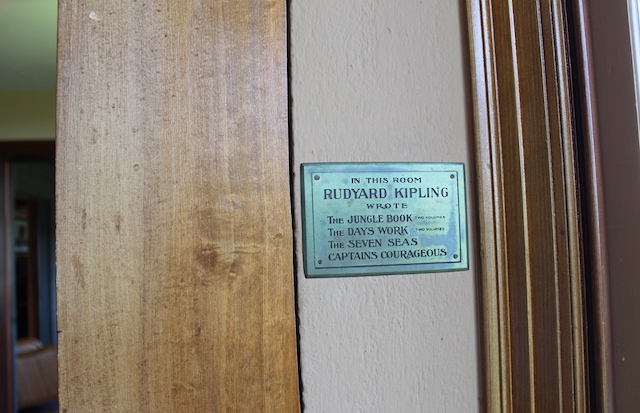 IN THIS ROOM
RUDYARD KIPLING
WROTE
THE JUNGLE BOOK TWO VOLUMES
THE DAYS WORK TWO VOLUMES
THE SEVEN SEAS
CAPTAINS COURAGEOUS